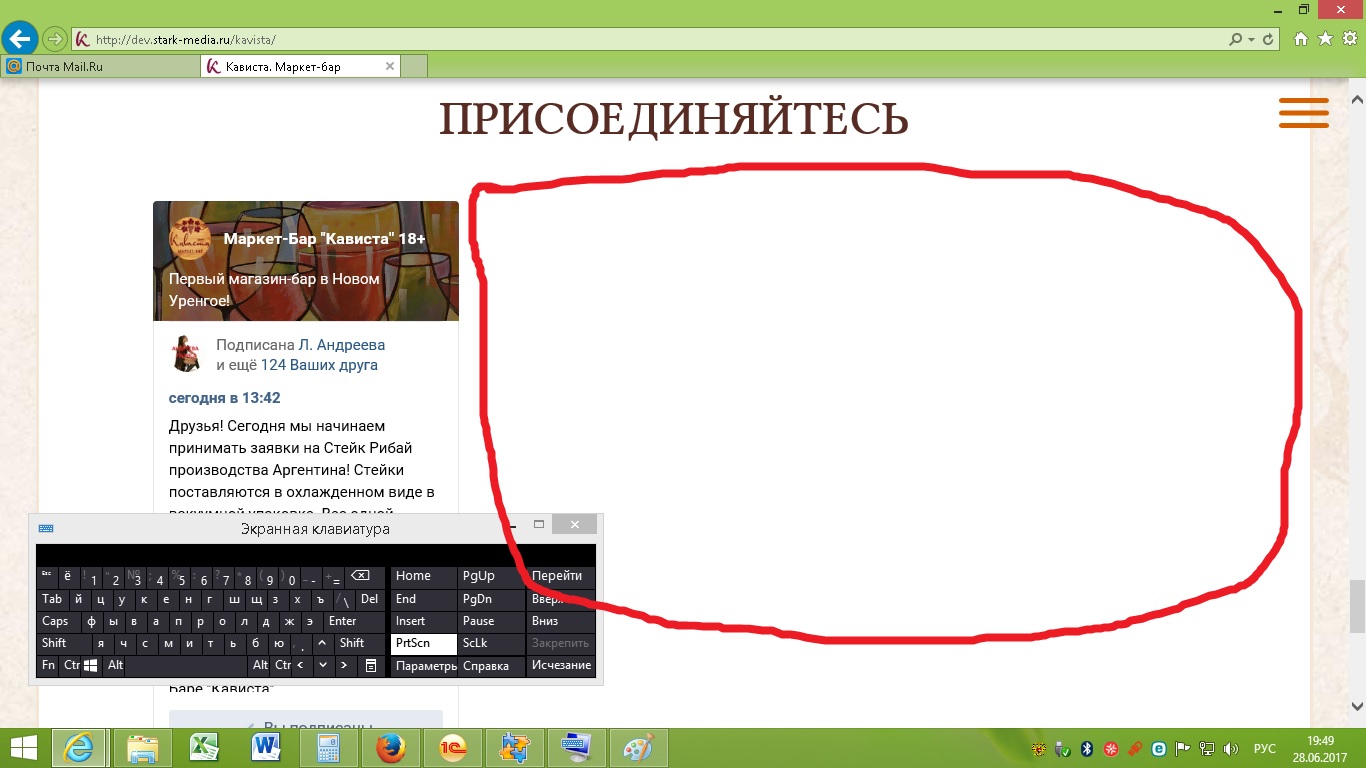 http://dev.stark-media.ru/kavista/
Почта Mail.Ru
Кависта. Маркет-бар
ПРИСОЕДИНЯЙТЕСЬ
Маркет-Бар "Кависта" 18+
Первый магазин-бар в Новом
Уренгое!
Подписана Л. Андреева
и ещё 124 Ваших друга
сегодня в 13:42
Друзья! Сегодня мы начинаем
принимать заявки на Стейк Рибай
производства Аргентина! Стейки
поставляются в охлажденном виде в
Экранная клавиатура
Esc ё ! 1 " 2 № 3 ; 4 % 5 : 6 ? 7 * 8 ( 9 ) 0 _ - + = Home PgUp Перейти
Tab й ц у к е н г ш щ з х ъ / \ Del End PgDn Вверх
Caps ф ы в а п р о л д ж э Enter Insert Pause Вниз
Shift я ч с м и т ь б ю , . ^ Shift PrtScn ScLk Закрепить
Fn Ctrl Alt Alt Ctrl < > Параметры Справка Исчезание
Баре "Кависта"
Вы подписаны
РУС
19:49
28.06.2017